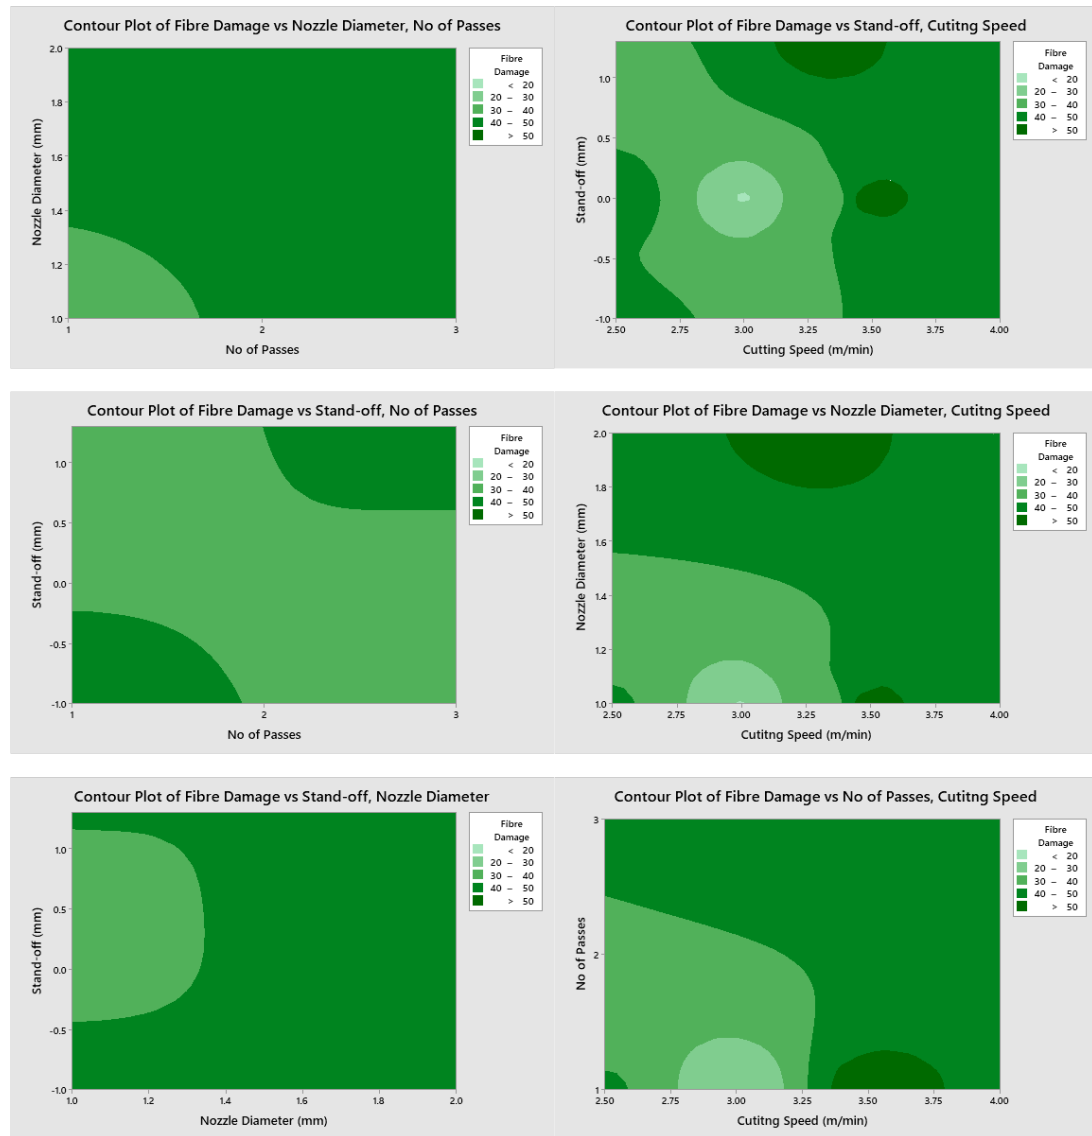 Contour Plot of Fibre Damage vs Nozzle Diameter, No of Passes
Fibre
Damage
< 20
20 – 30
30 – 40
40 – 50
> 50
2.0
1.8
1.6
1.4
1.2
1.0
Nozzle Diameter (mm)
1 2 3
No of Passes
Contour Plot of Fibre Damage vs Stand-off, Cutitng Speed
Fibre
Damage
< 20
20 – 30
30 – 40
40 – 50
> 50
1.0
0.5
0.0
-0.5
-1.0
Stand-off (mm)
2.50 2.75 3.00 3.25 3.50 3.75 4.00
Cutting Speed (m/min)
Contour Plot of Fibre Damage vs Stand-off, No of Passes
Fibre
Damage
< 20
20 – 30
30 – 40
40 – 50
> 50
1.0
0.5
0.0
-0.5
-1.0
Stand-off (mm)
1 2 3
No of Passes
Contour Plot of Fibre Damage vs Nozzle Diameter, Cutitng Speed
Fibre
Damage
< 20
20 – 30
30 – 40
40 – 50
> 50
2.0
1.8
1.6
1.4
1.2
1.0
Nozzle Diameter (mm)
2.50 2.75 3.00 3.25 3.50 3.75 4.00
Cutitng Speed (m/min)
Contour Plot of Fibre Damage vs Stand-off, Nozzle Diameter
Fibre
Damage
< 20
20 – 30
30 – 40
40 – 50
> 50
1.0
0.5
0.0
-0.5
-1.0
Stand-off (mm)
1.0 1.2 1.4 1.6 1.8 2.0
Nozzle Diameter (mm)
Contour Plot of Fibre Damage vs No of Passes, Cutitng Speed
Fibre
Damage
< 20
20 – 30
30 – 40
40 – 50
> 50
3
2
1
No of Passes
2.50 2.75 3.00 3.25 3.50 3.75 4.00
Cutitng Speed (m/min)